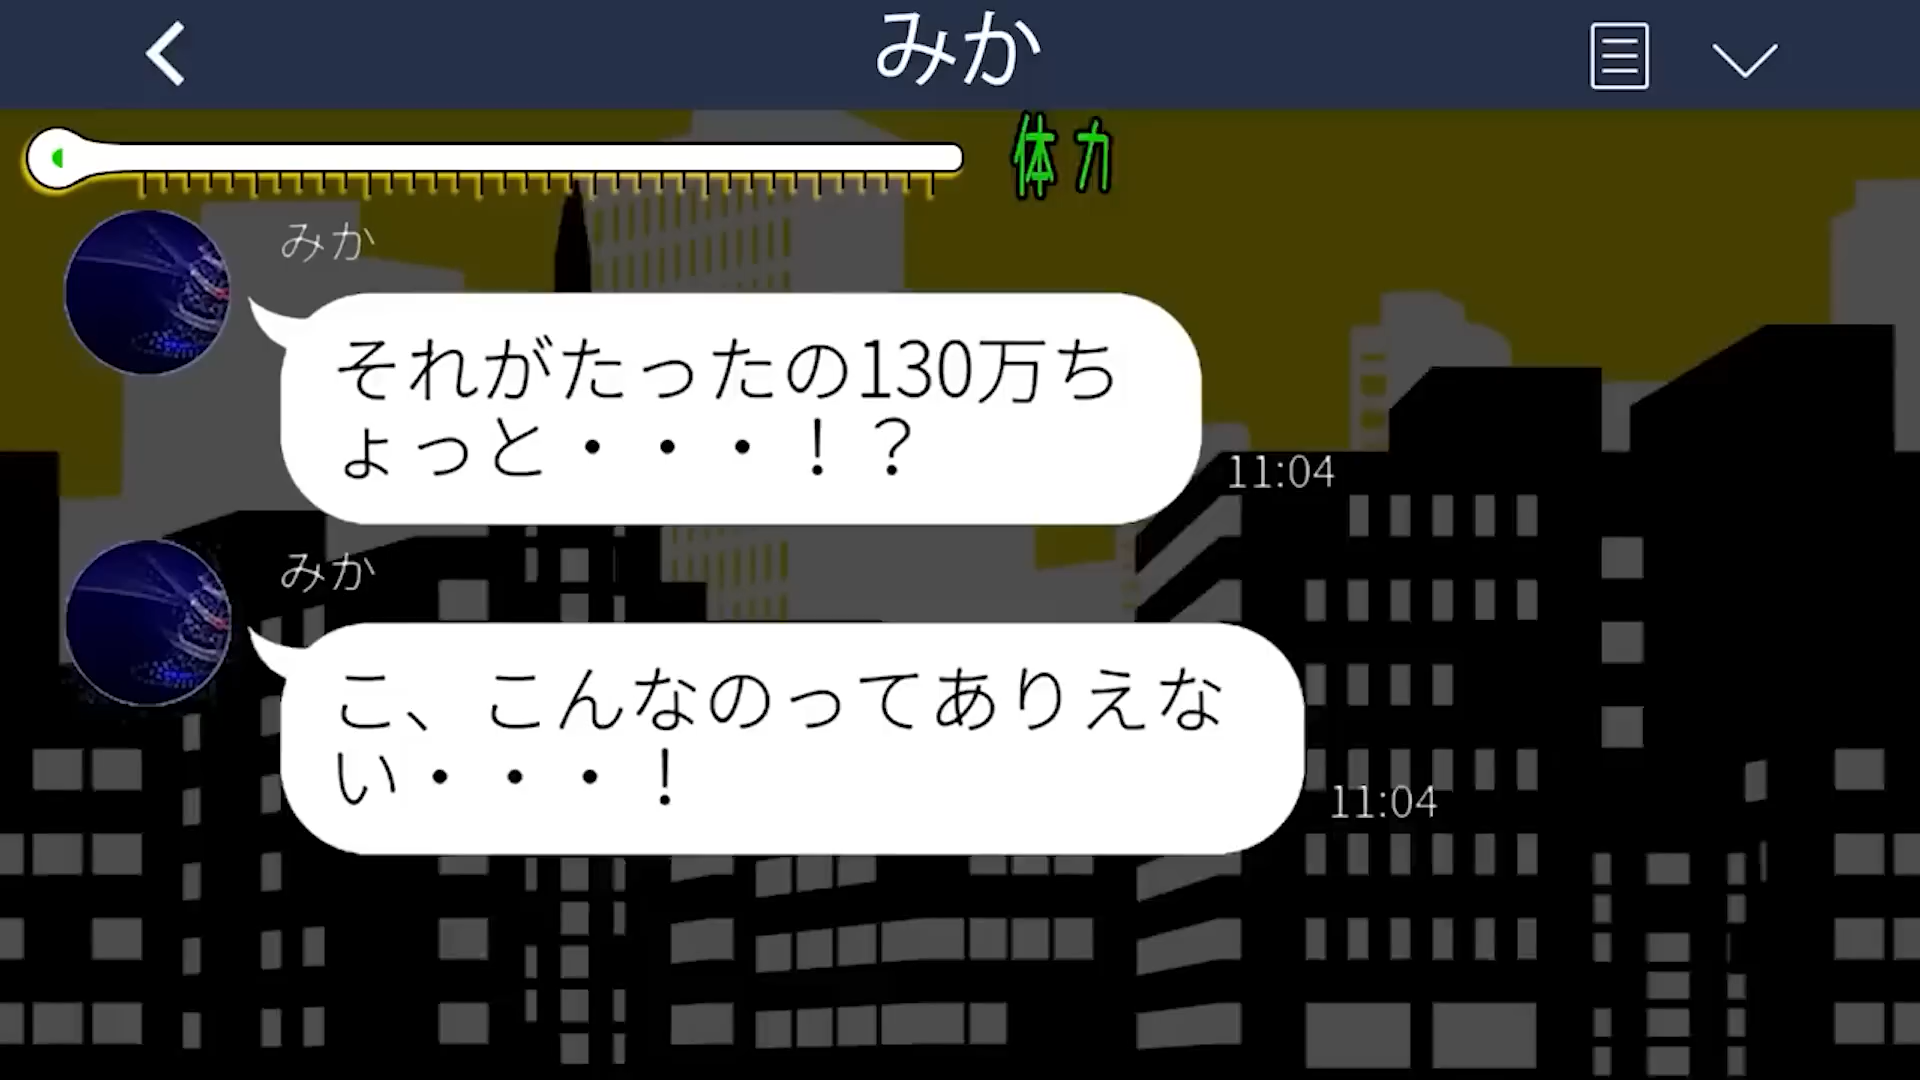 みか
体力
みか
それがたったの130万ち
ょっと・・・！？
11:04
みか
こ、こんなのってありえな
い・・・！
11:04